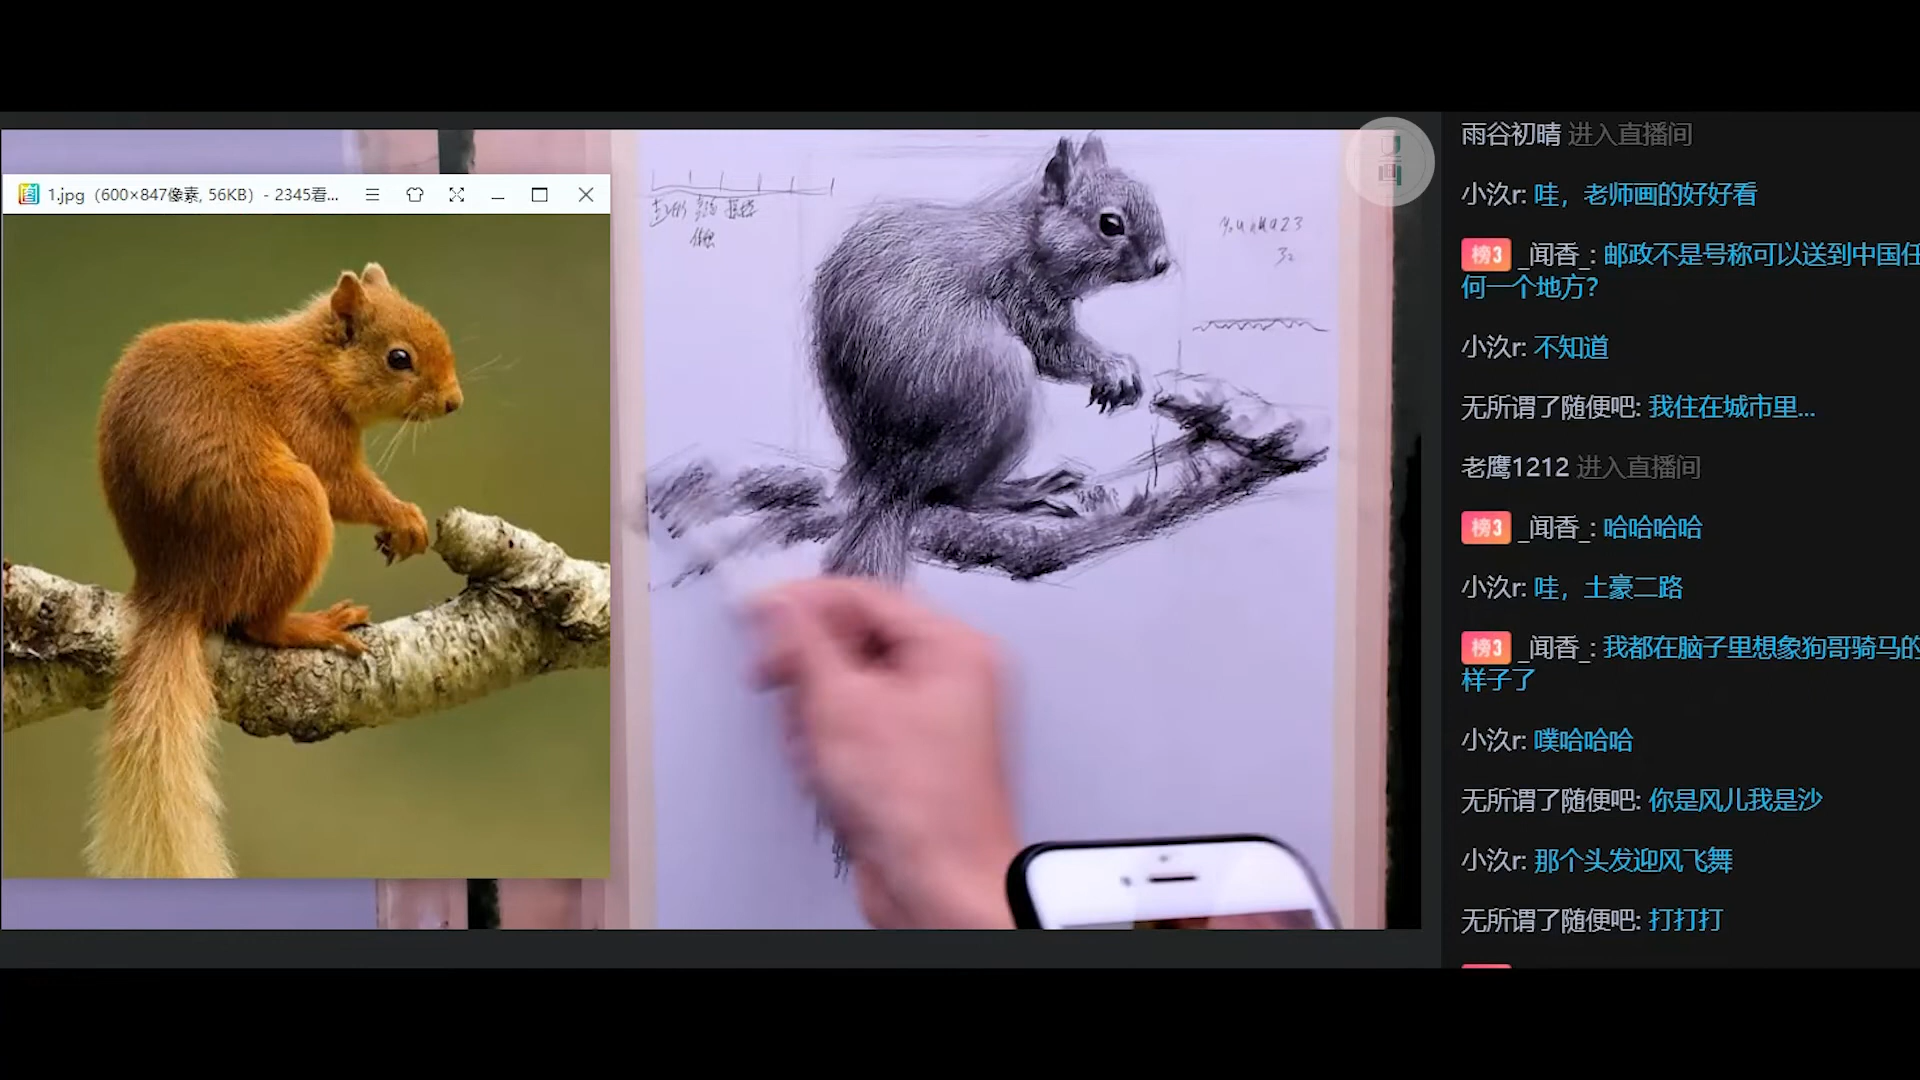 1.jpg（600×847像素, 56KB）- 2345看...
雨谷初晴 进入直播间
小汣r: 哇，老师画的好好看
榜3 _闻香_: 邮政不是号称可以送到中国任
何一个地方?
小汣r: 不知道
无所谓了随便吧: 我住在城市里...
老鹰1212 进入直播间
榜3 _闻香_: 哈哈哈哈
小汣r: 哇，土豪二路
榜3 _闻香_: 我都在脑子里想象狗哥骑马的
样子了
小汣r: 噗哈哈哈
无所谓了随便吧: 你是风儿我是沙
小汣r: 那个头发迎风飞舞
无所谓了随便吧: 打打打